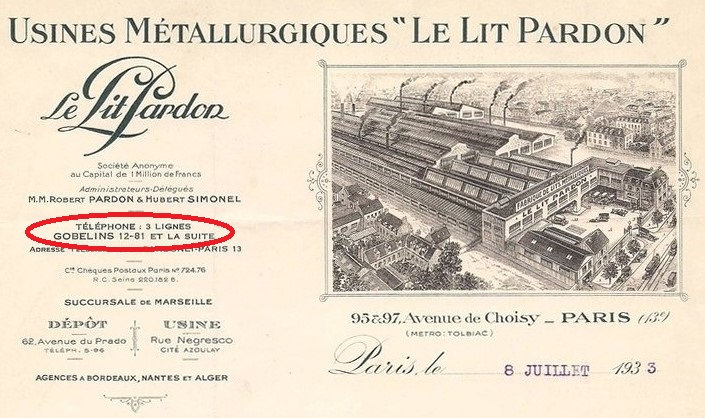 USINES MÉTALLURGIQUES "LE LIT PARDON"
Le Lit Pardon
Société Anonyme
au Capital de 1 Million de Francs
Administrateurs-Délégués
M.M. ROBERT PARDON & HUBERT SIMONEL
TÉLÉPHONE : 3 LIGNES
GOBELINS 12-81 ET LA SUITE
ADRESSE PARIS 13
Cte Chèques Postaux Paris N° 724.76
R.C. Seine 220.182 B.
SUCCURSALE DE MARSEILLE
DÉPÔT
62, Avenue du Prado
TÉLÉPH. 5-96
USINE
Rue Negresco
CITÉ AZOULAY
AGENCES A BORDEAUX, NANTES ET ALGER
LE LIT PARDON
95 & 97, Avenue de Choisy _ PARIS (13e)
(METRO: TOLBIAC)
Paris, le 8 JUILLET 1933